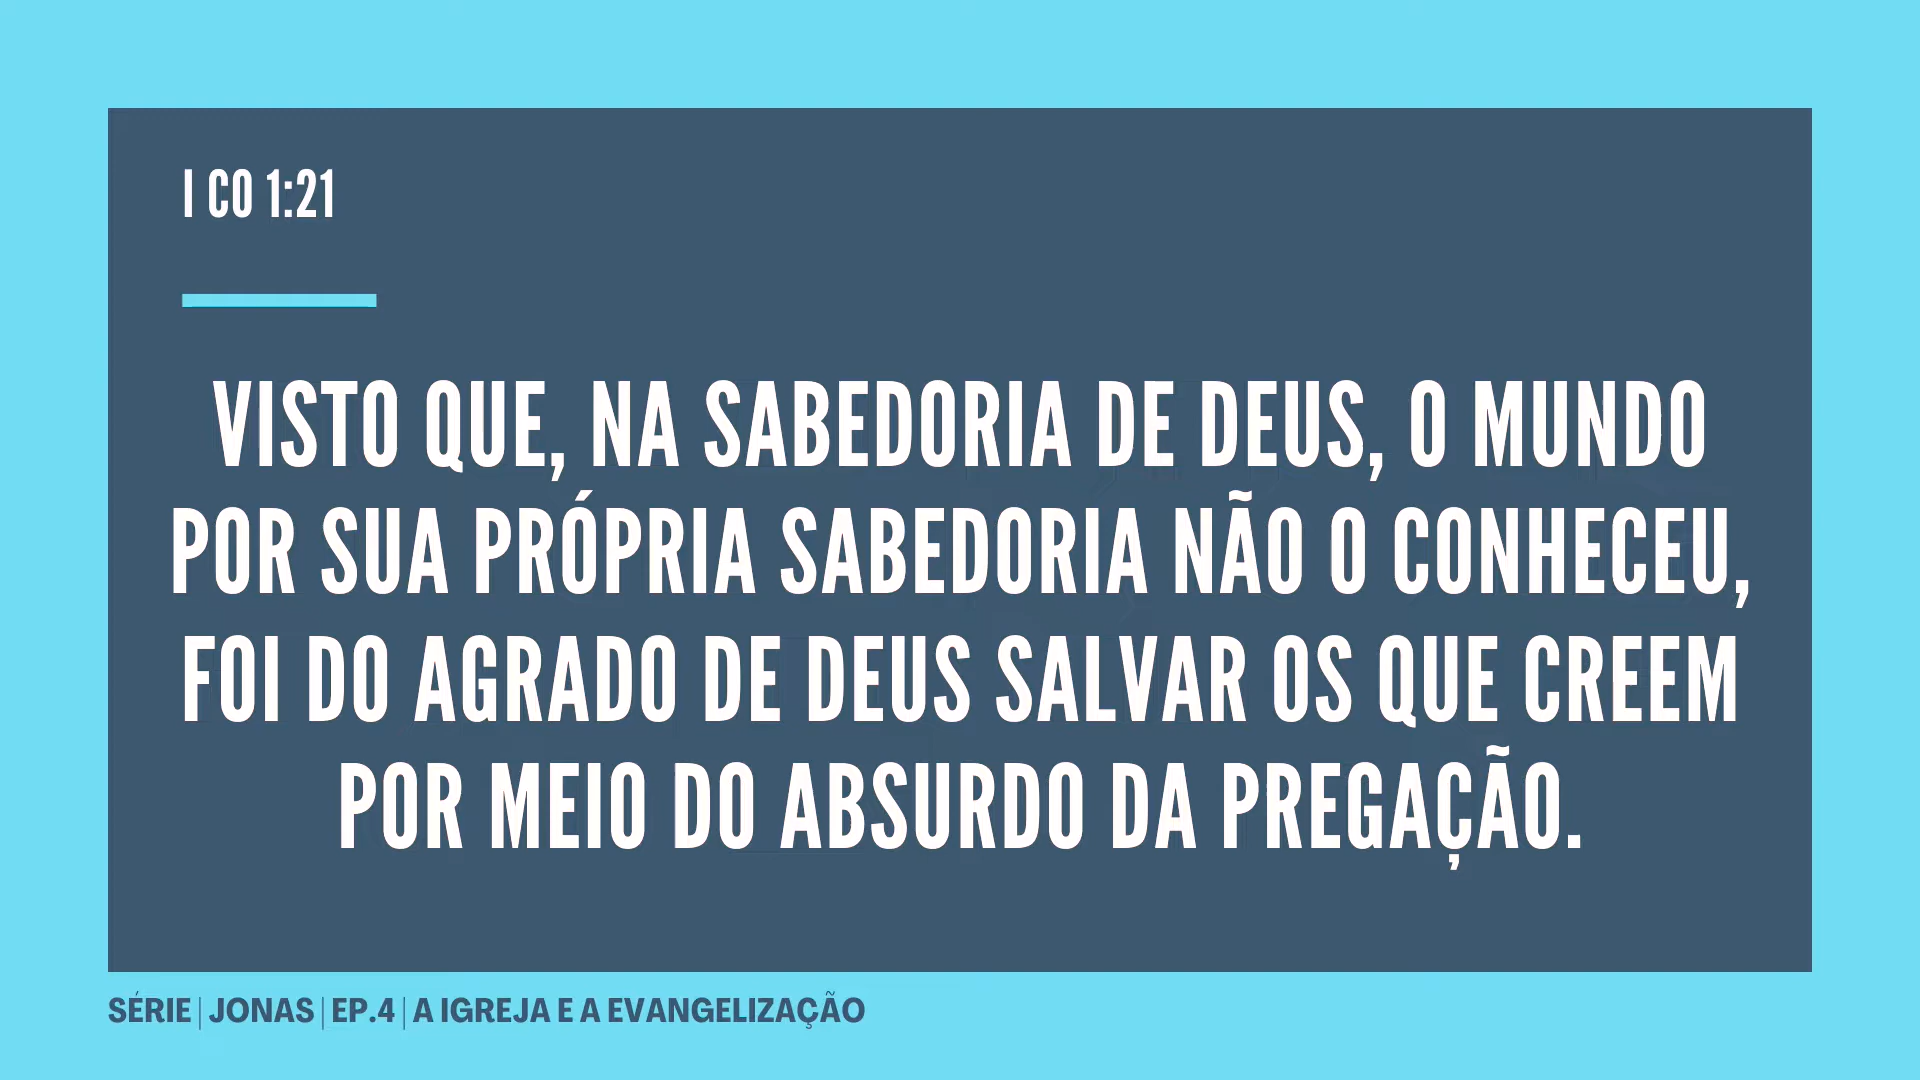 I CO 1:21
VISTO QUE, NA SABEDORIA DE DEUS, O MUNDO
POR SUA PRÓPRIA SABEDORIA NÃO O CONHECEU,
FOI DO AGRADO DE DEUS SALVAR OS QUE CREEM
POR MEIO DO ABSURDO DA PREGAÇÃO.
SÉRIE | JONAS | EP.4 | A IGREJA E A EVANGELIZAÇÃO